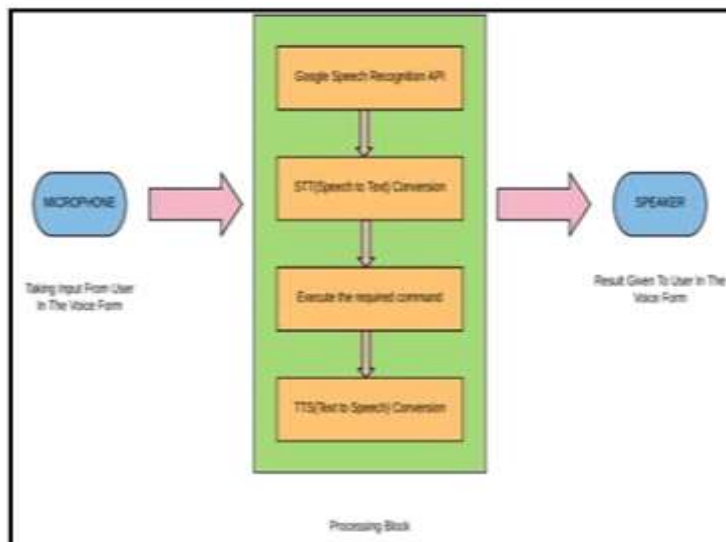 Google Speech Recognition API
MICROPHONE
STT(Speech to Text) Conversion
SPEAKER
Taking Input From User
In The Voice Form
Execute the required command
Result Given To User In The
Voice Form
TTS(Text to Speech) Conversion
Processing Block